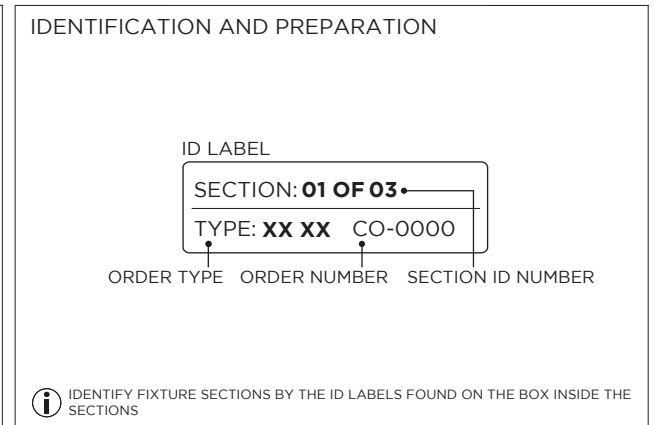 IDENTIFICATION AND PREPARATION
ID LABEL
SECTION: 01 OF 03
TYPE: XX XX CO-0000
ORDER TYPE ORDER NUMBER SECTION ID NUMBER
IDENTIFY FIXTURE SECTIONS BY THE ID LABELS FOUND ON THE BOX INSIDE THE
SECTIONS